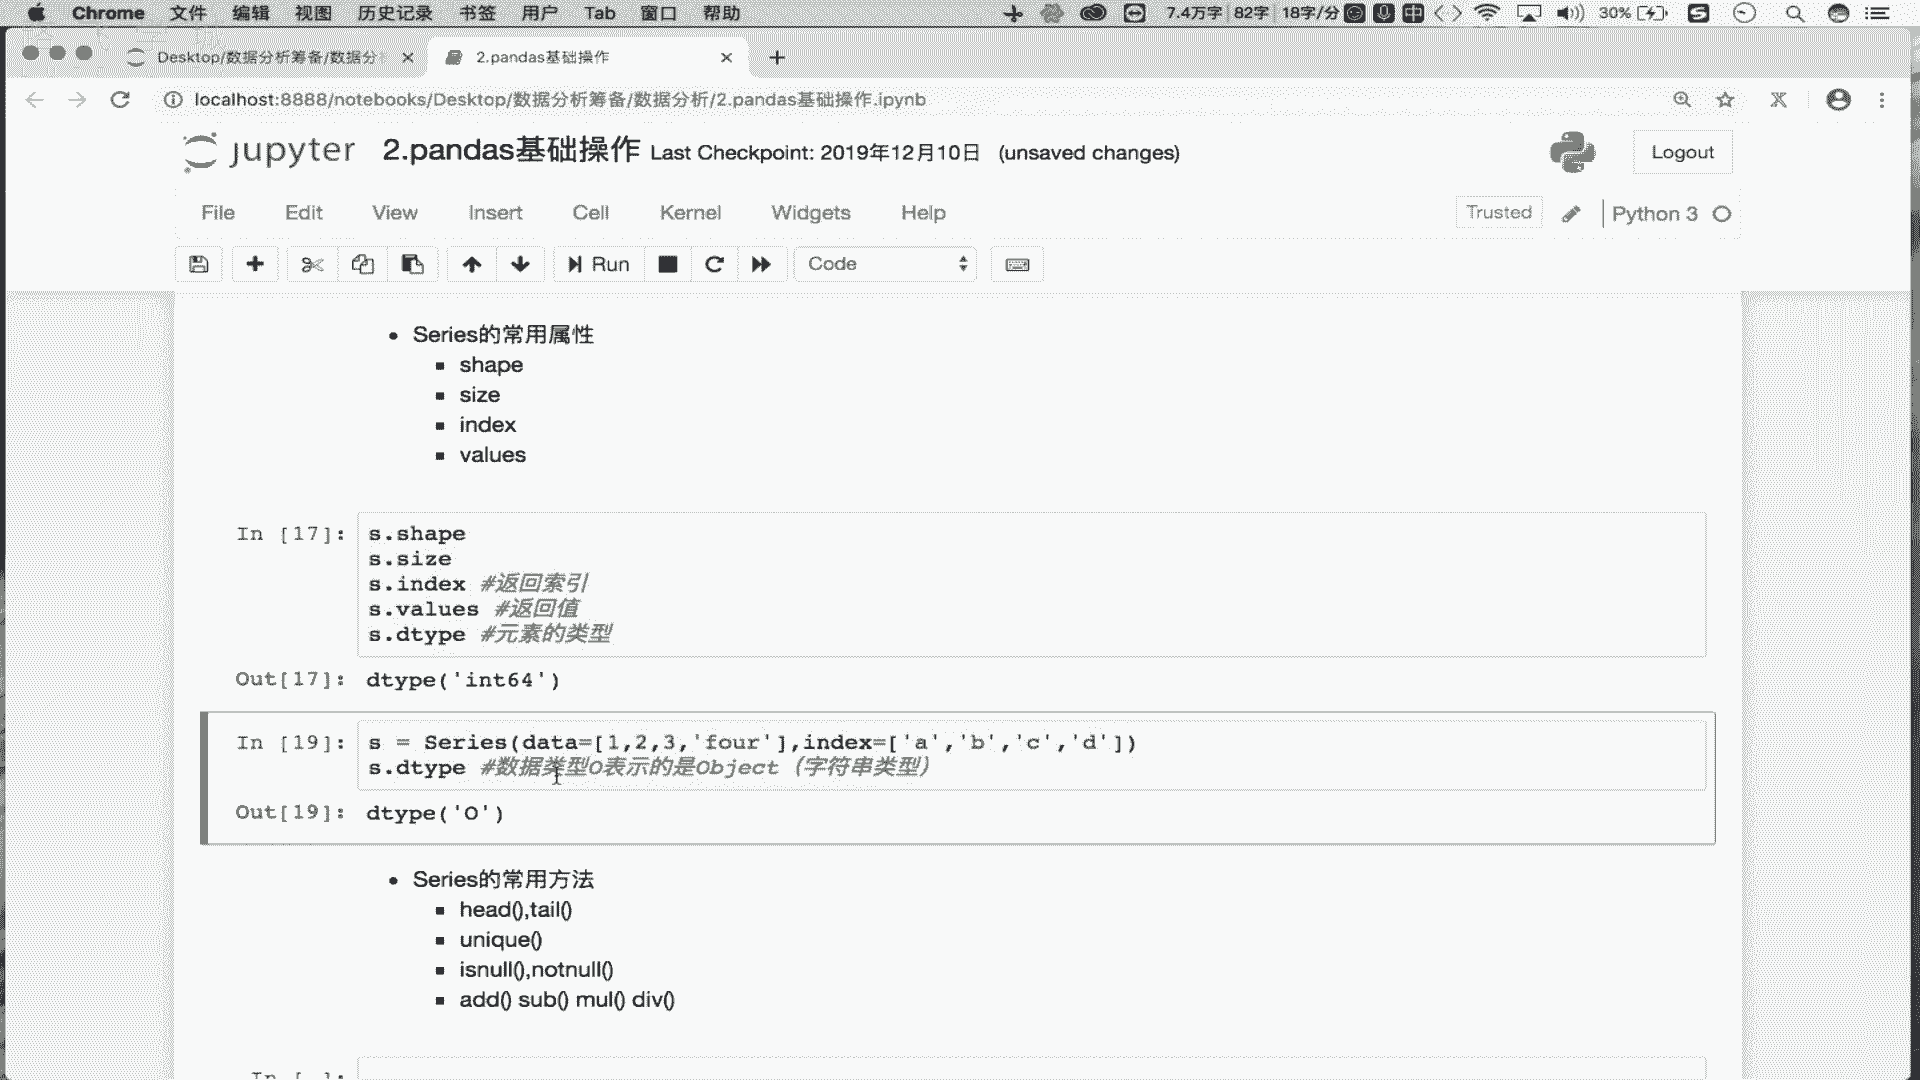 Chrome 文件 编辑 视图 历史记录 书签 用户 Tab 窗口 帮助 7.4万字 82字 18字/分 中 30%
Desktop/数据分析筹备/数据分 2.pandas基础操作
localhost:8888/notebooks/Desktop/数据分析筹备/数据分析/2.pandas基础操作.ipynb
jupyter 2.pandas基础操作 Last Checkpoint: 2019年12月10日 (unsaved changes) Logout
File Edit View Insert Cell Kernel Widgets Help Trusted Python 3
Run Code
Series的常用属性
shape
size
index
values
In [17]: s.shape
s.size
s.index #返回索引
s.values #返回值
s.dtype #元素的类型
Out[17]: dtype('int64')
In [19]: s = Series(data=[1,2,3,'four'],index=['a','b','c','d'])
s.dtype #数据类型O表示的是Object（字符串类型）
Out[19]: dtype('O')
Series的常用方法
head(),tail()
unique()
isnull(),notnull()
add() sub() mul() div()
In [ ]: